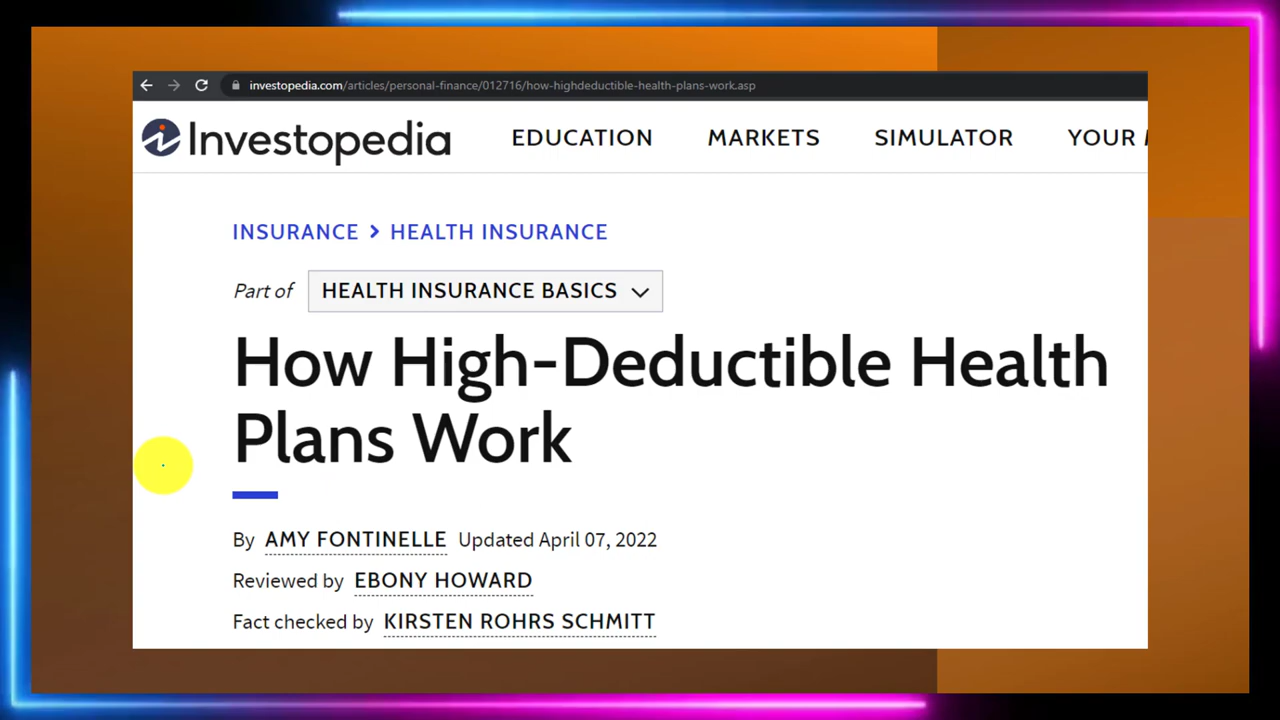 investopedia.com/articles/personal-finance/012716/how-highdeductible-health-plans-work.asp
Investopedia EDUCATION MARKETS SIMULATOR YOUR
INSURANCE > HEALTH INSURANCE
Part of HEALTH INSURANCE BASICS
How High-Deductible Health
Plans Work
By AMY FONTINELLE Updated April 07, 2022
Reviewed by EBONY HOWARD
Fact checked by KIRSTEN ROHRS SCHMITT